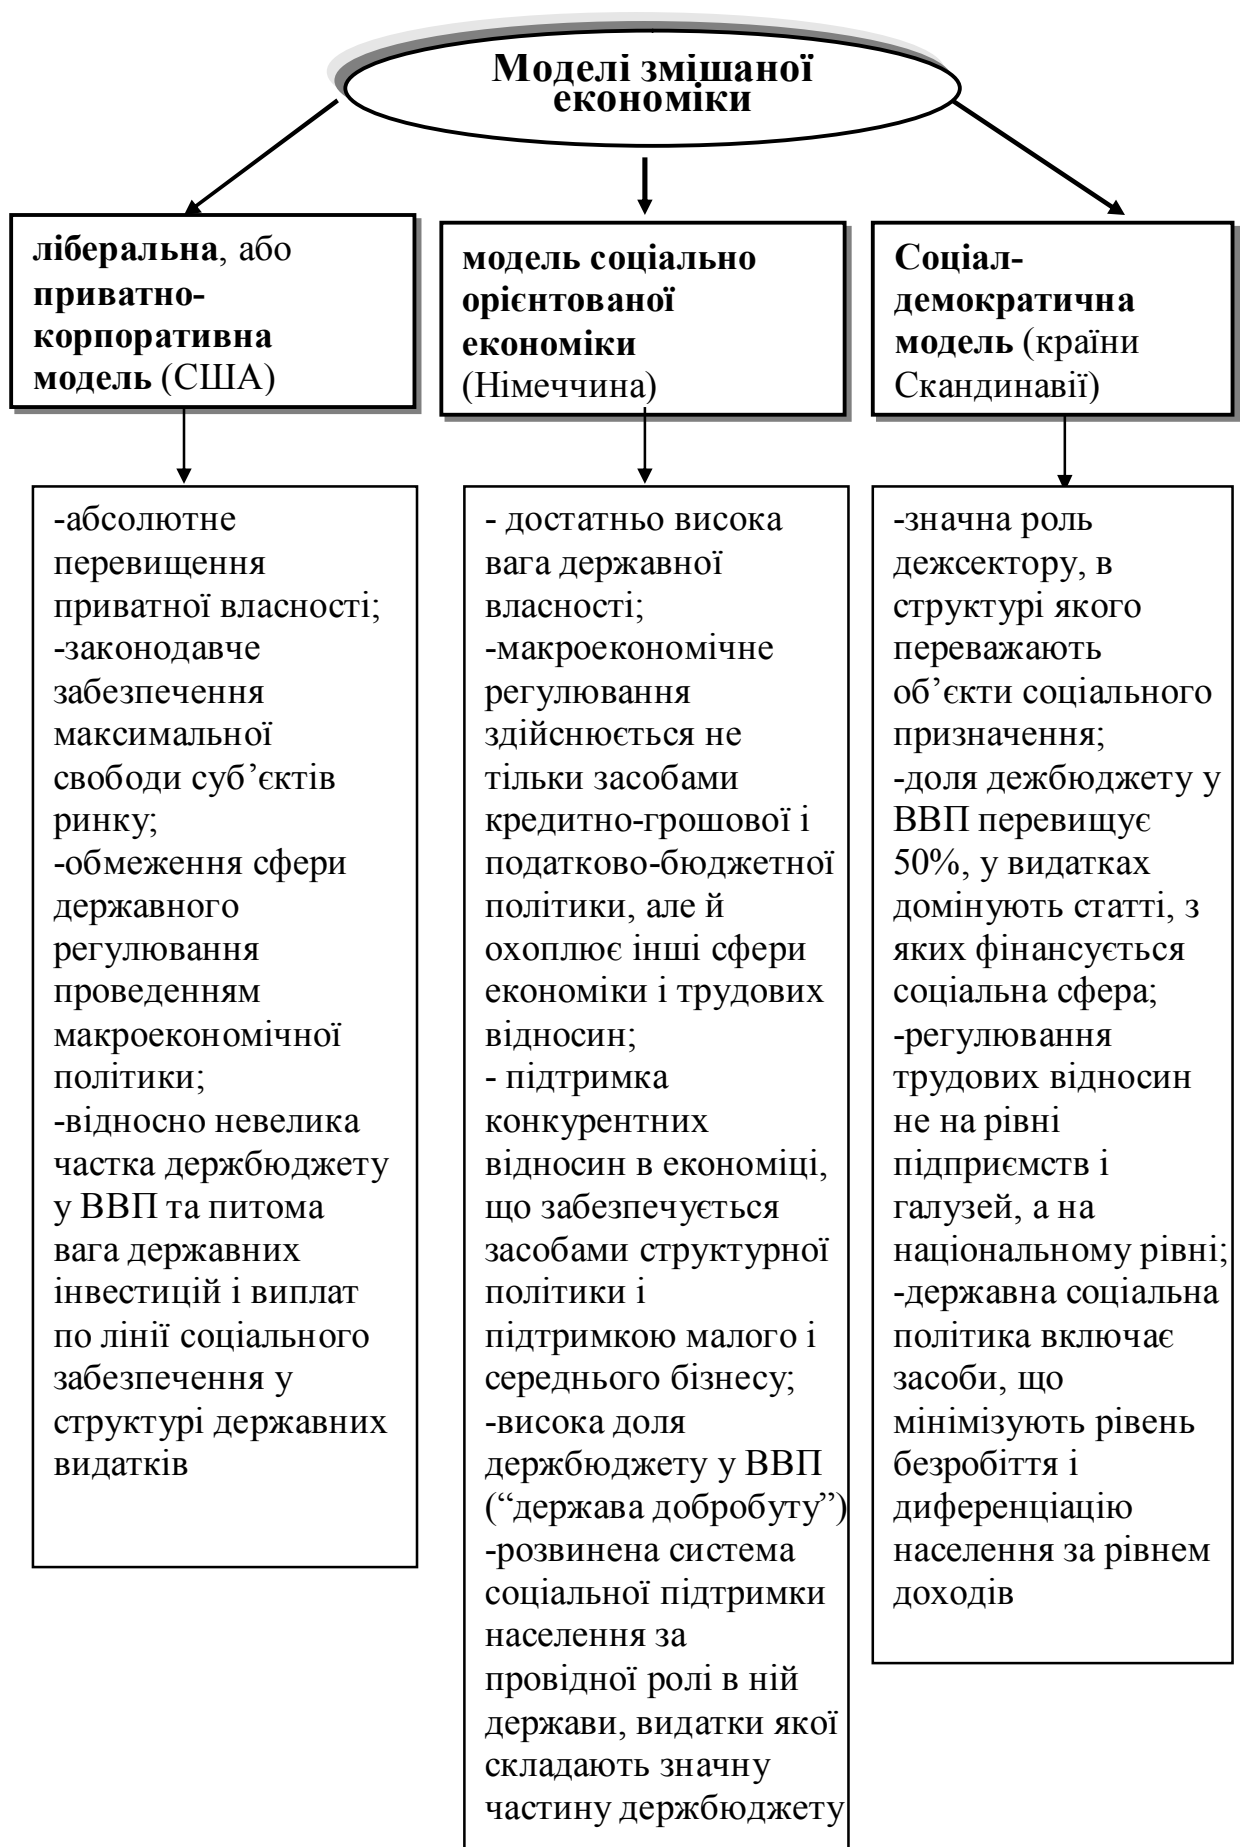 Моделі змішаної
економіки
ліберальна, або
приватно-
корпоративна
модель (США)
модель соціально
орієнтованої
економіки
(Німеччина)
Соціал-
демократична
модель (країни
Скандинавії)
-абсолютне
перевищення
приватної власності;
-законодавче
забезпечення
максимальної
свободи суб’єктів
ринку;
-обмеження сфери
державного
регулювання
проведенням
макроекономічної
політики;
-відносно невелика
частка держбюджету
у ВВП та питома
вага державних
інвестицій і виплат
по лінії соціального
забезпечення у
структурі державних
видатків
- достатньо висока
вага державної
власності;
-макроекономічне
регулювання
здійснюється не
тільки засобами
кредитно-грошової і
податково-бюджетної
політики, але й
охоплює інші сфери
економіки і трудових
відносин;
- підтримка
конкурентних
відносин в економіці,
що забезпечується
засобами структурної
політики і
підтримкою малого і
середнього бізнесу;
-висока доля
держбюджету у ВВП
(“держава добробуту”)
-розвинена система
соціальної підтримки
населення за
провідної ролі в ній
держави, видатки якої
складають значну
частину держбюджету
-значна роль
дежсектору, в
структурі якого
переважають
об’єкти соціального
призначення;
-доля дежбюджету у
ВВП перевищує
50%, у видатках
домінують статті, з
яких фінансується
соціальна сфера;
-регулювання
трудових відносин
не на рівні
підприємств і
галузей, а на
національному рівні;
-державна соціальна
політика включає
засоби, що
мінімізують рівень
безробіття і
диференціацію
населення за рівнем
доходів